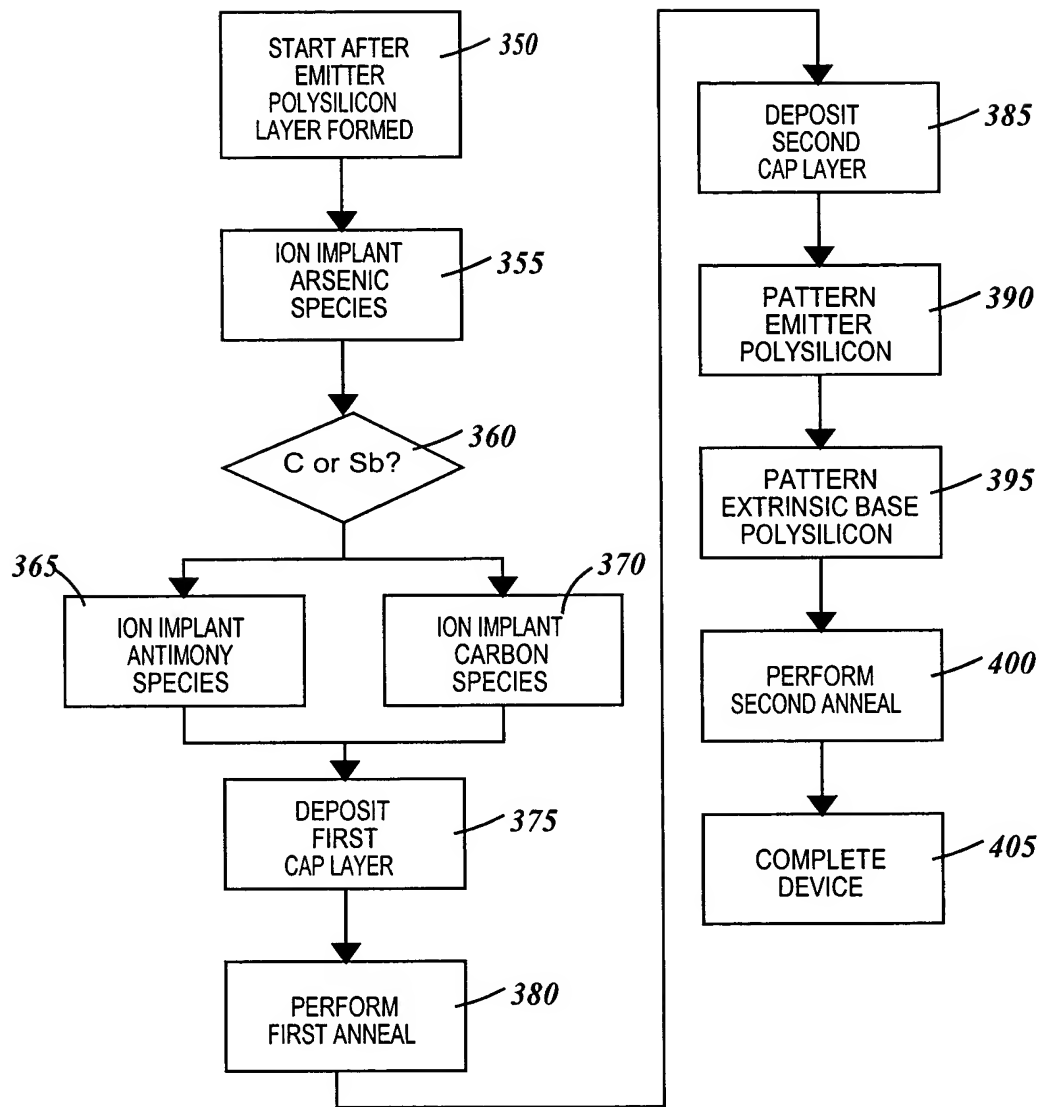 START AFTER
EMITTER
POLYSILICON
LAYER FORMED
350
ION IMPLANT
ARSENIC
SPECIES
355
C or Sb?
360
365
ION IMPLANT
ANTIMONY
SPECIES
370
ION IMPLANT
CARBON
SPECIES
DEPOSIT
FIRST
CAP LAYER
375
PERFORM
FIRST ANNEAL
380
DEPOSIT
SECOND
CAP LAYER
385
PATTERN
EMITTER
POLYSILICON
390
PATTERN
EXTRINSIC BASE
POLYSILICON
395
PERFORM
SECOND ANNEAL
400
COMPLETE
DEVICE
405